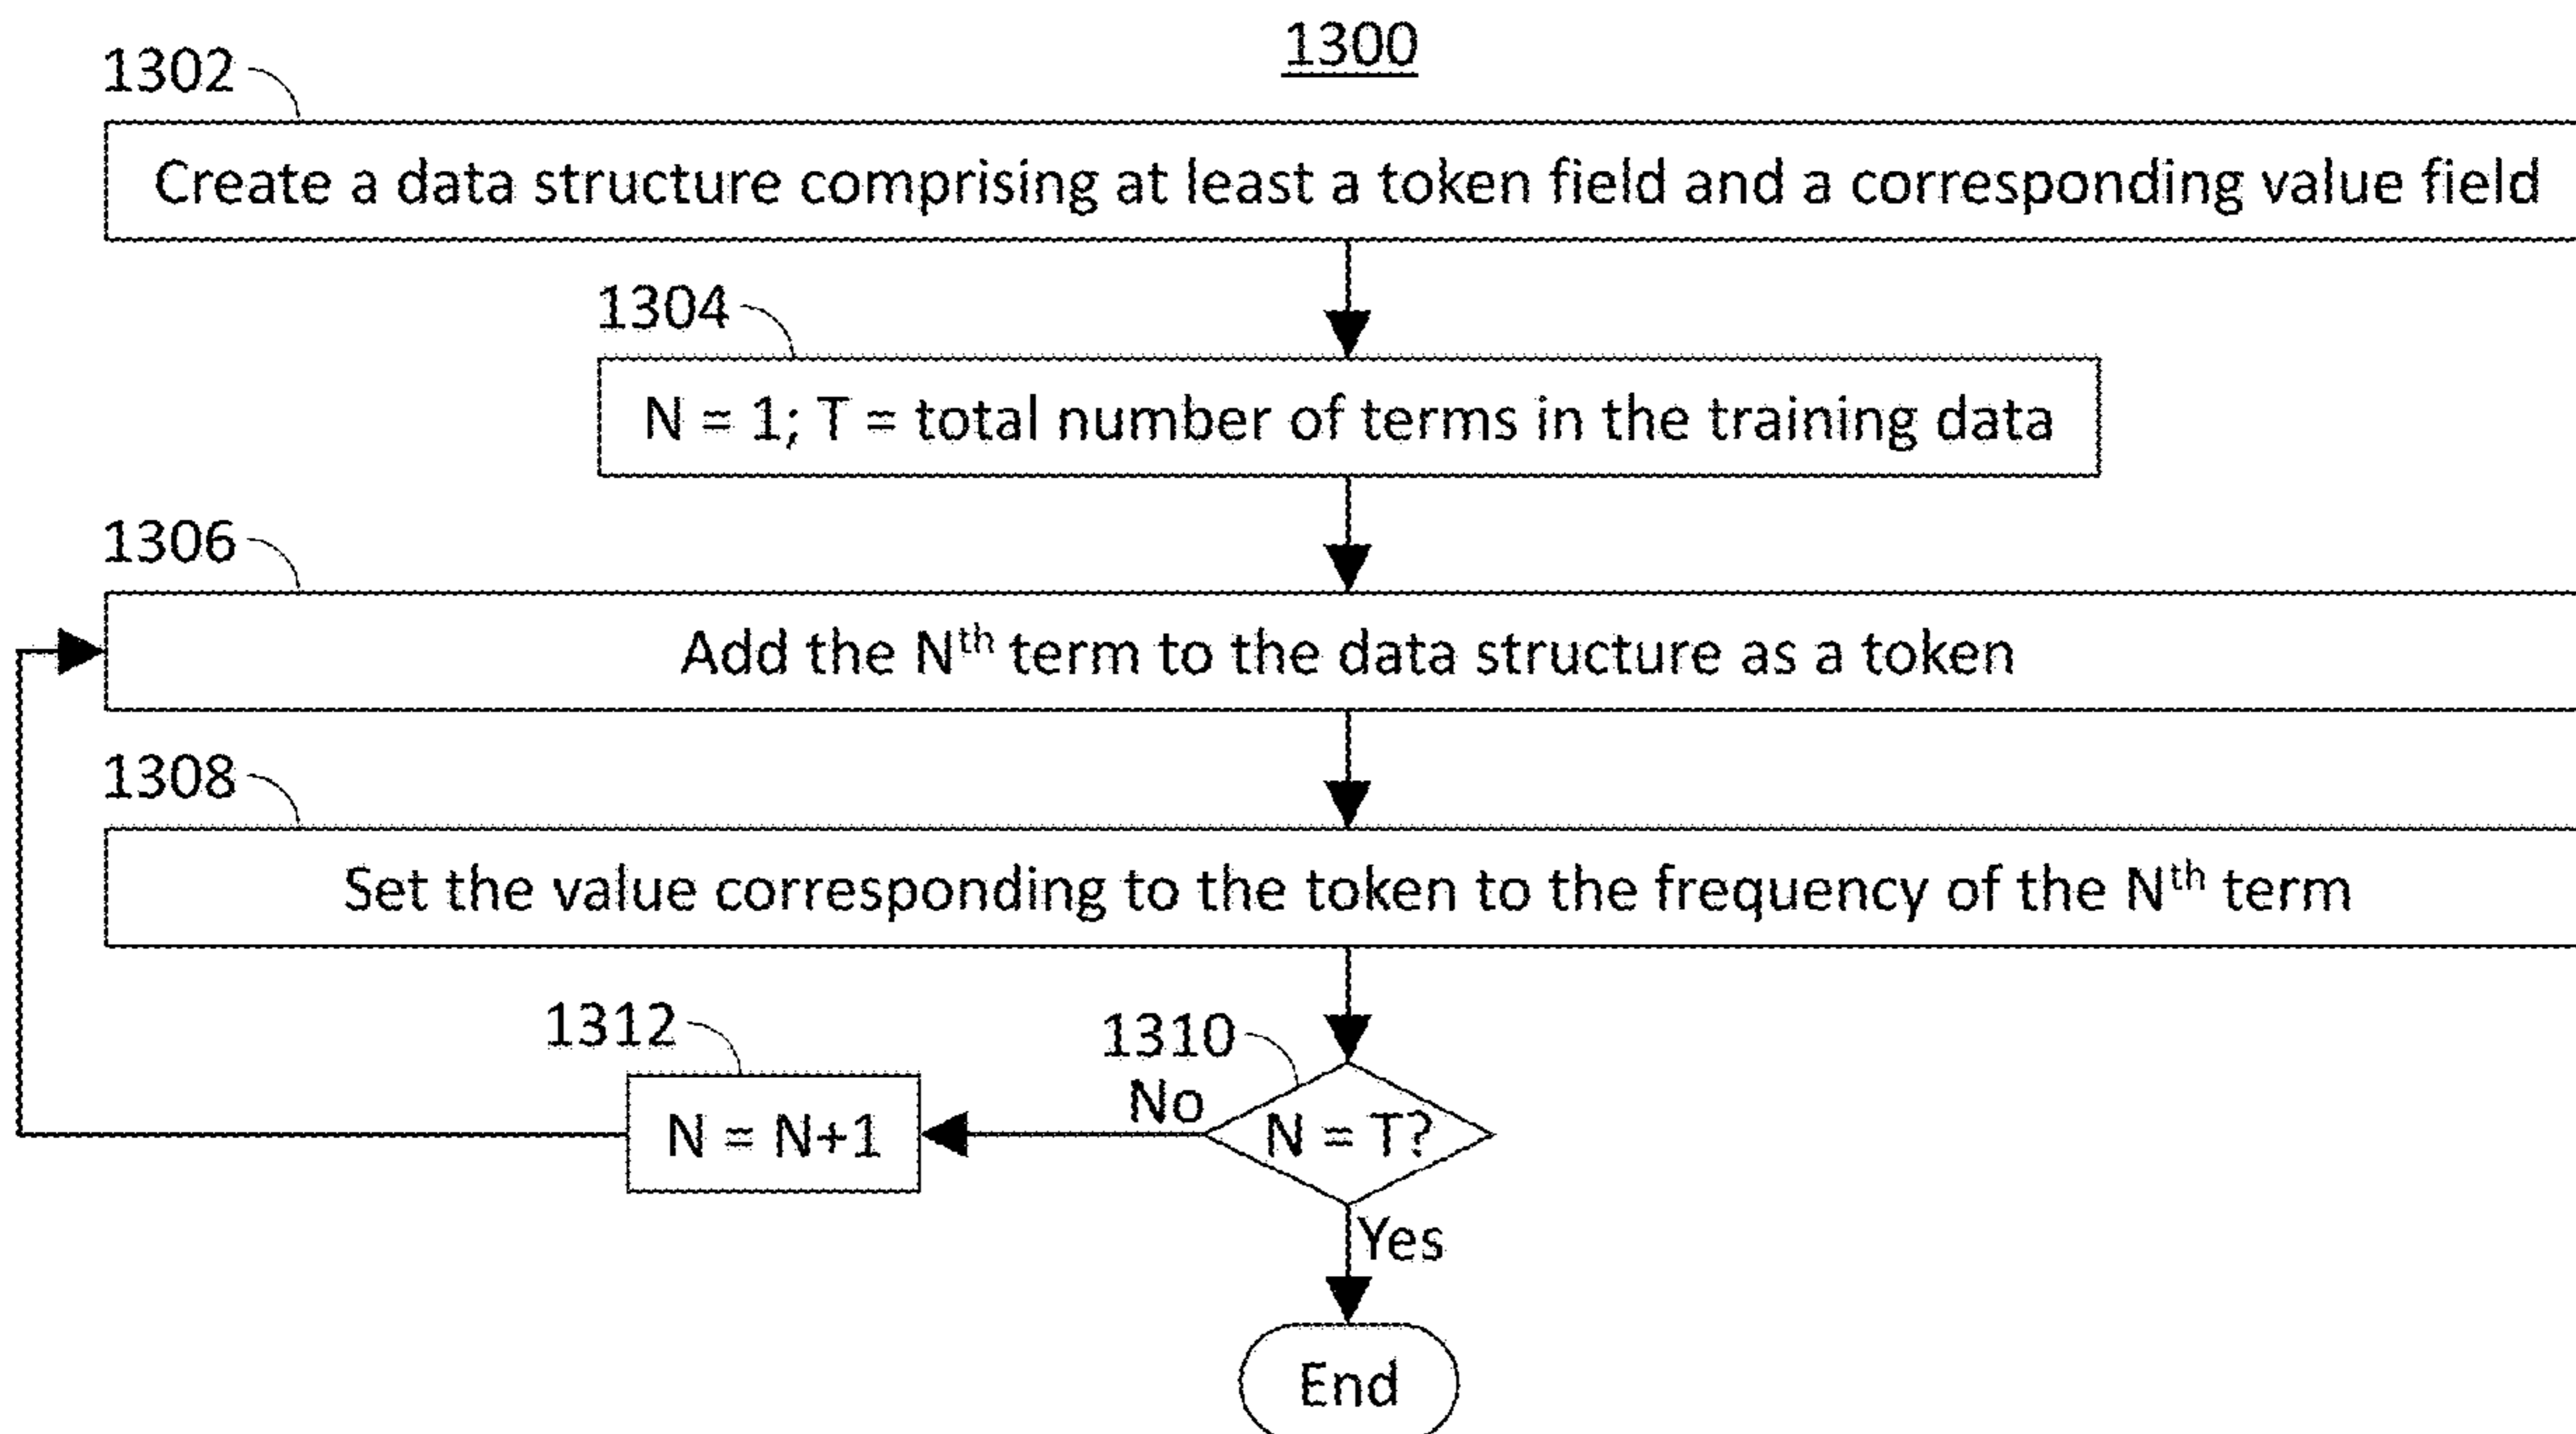 1300
1302
Create a data structure comprising at least a token field and a corresponding value field
1304
N = 1; T = total number of terms in the training data
1306
Add the Nth term to the data structure as a token
1308
Set the value corresponding to the token to the frequency of the Nth term
1312
1310
No
N = N+1
N = T?
Yes
End